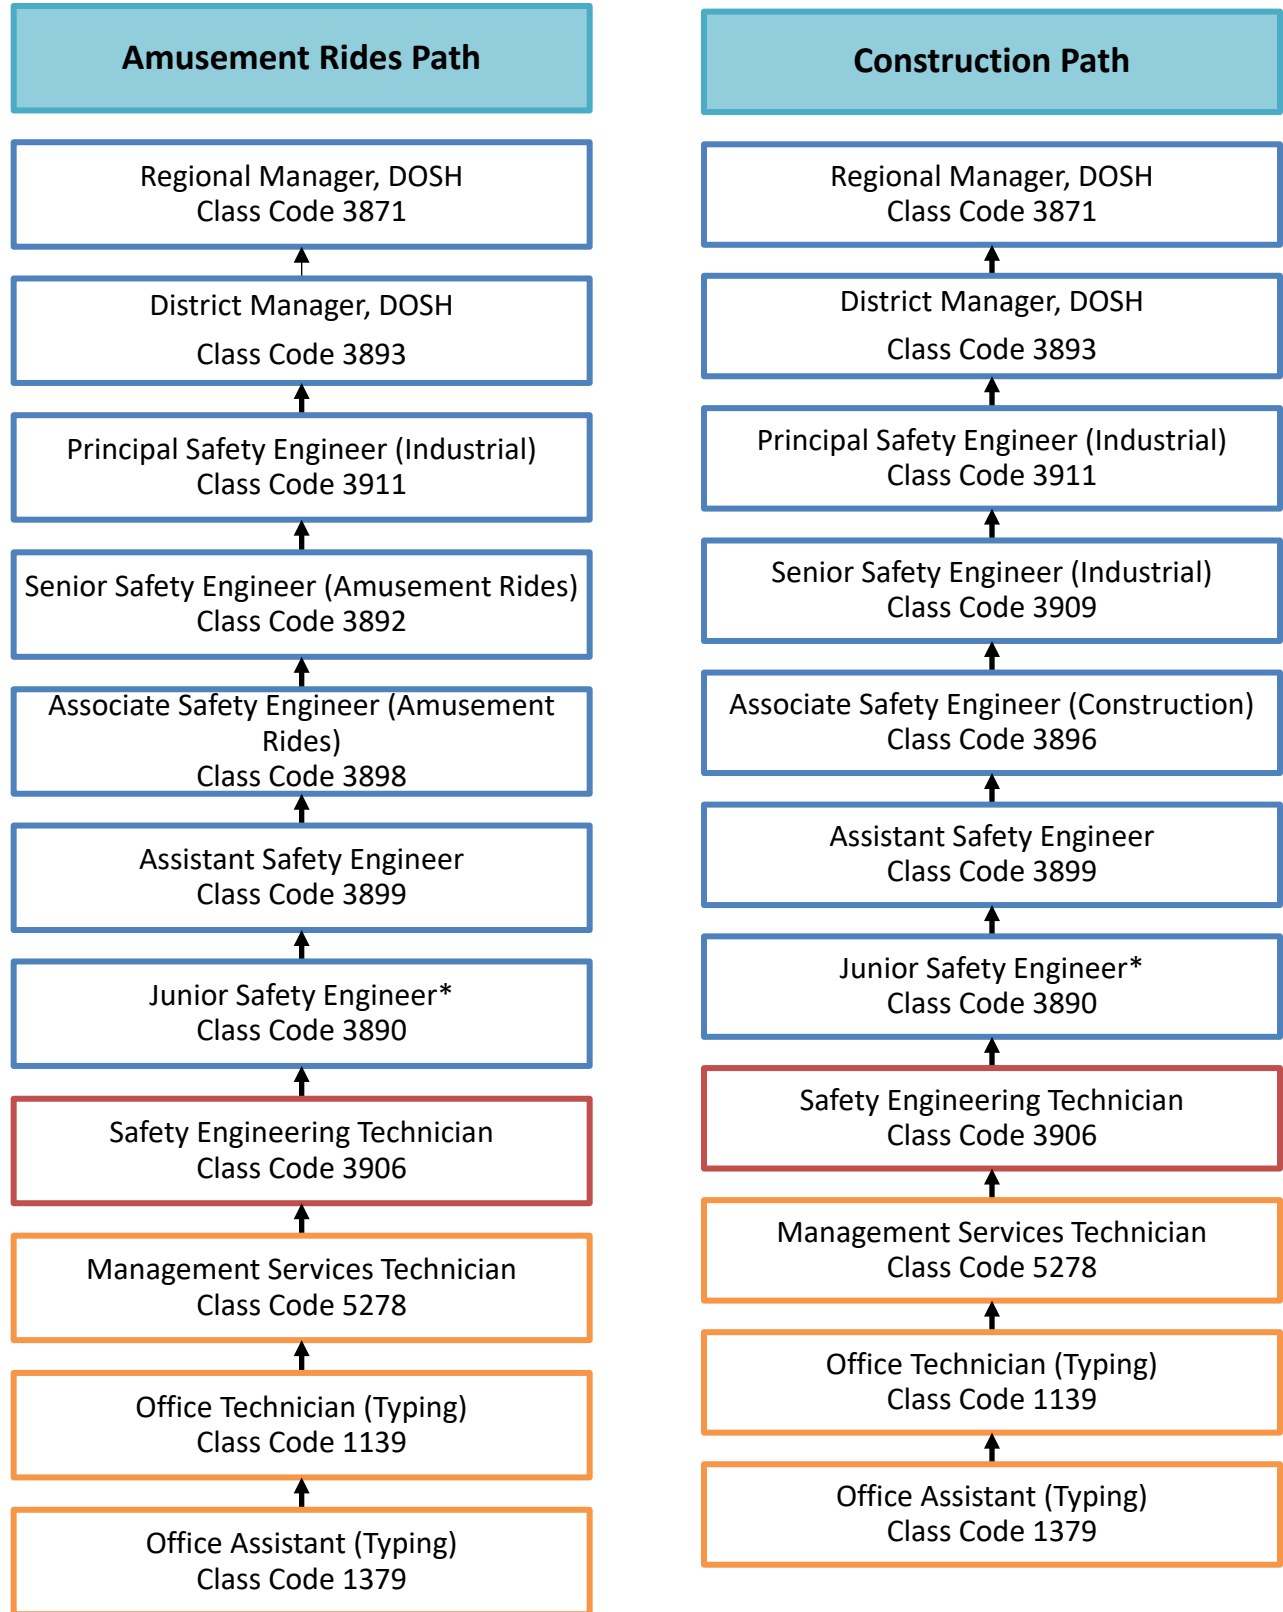 Amusement Rides Path
Regional Manager, DOSH
Class Code 3871
District Manager, DOSH
Class Code 3893
Principal Safety Engineer (Industrial)
Class Code 3911
Senior Safety Engineer (Amusement Rides)
Class Code 3892
Associate Safety Engineer (Amusement
Rides)
Class Code 3898
Assistant Safety Engineer
Class Code 3899
Junior Safety Engineer*
Class Code 3890
Safety Engineering Technician
Class Code 3906
Management Services Technician
Class Code 5278
Office Technician (Typing)
Class Code 1139
Office Assistant (Typing)
Class Code 1379
Construction Path
Regional Manager, DOSH
Class Code 3871
District Manager, DOSH
Class Code 3893
Principal Safety Engineer (Industrial)
Class Code 3911
Senior Safety Engineer (Industrial)
Class Code 3909
Associate Safety Engineer (Construction)
Class Code 3896
Assistant Safety Engineer
Class Code 3899
Junior Safety Engineer*
Class Code 3890
Safety Engineering Technician
Class Code 3906
Management Services Technician
Class Code 5278
Office Technician (Typing)
Class Code 1139
Office Assistant (Typing)
Class Code 1379